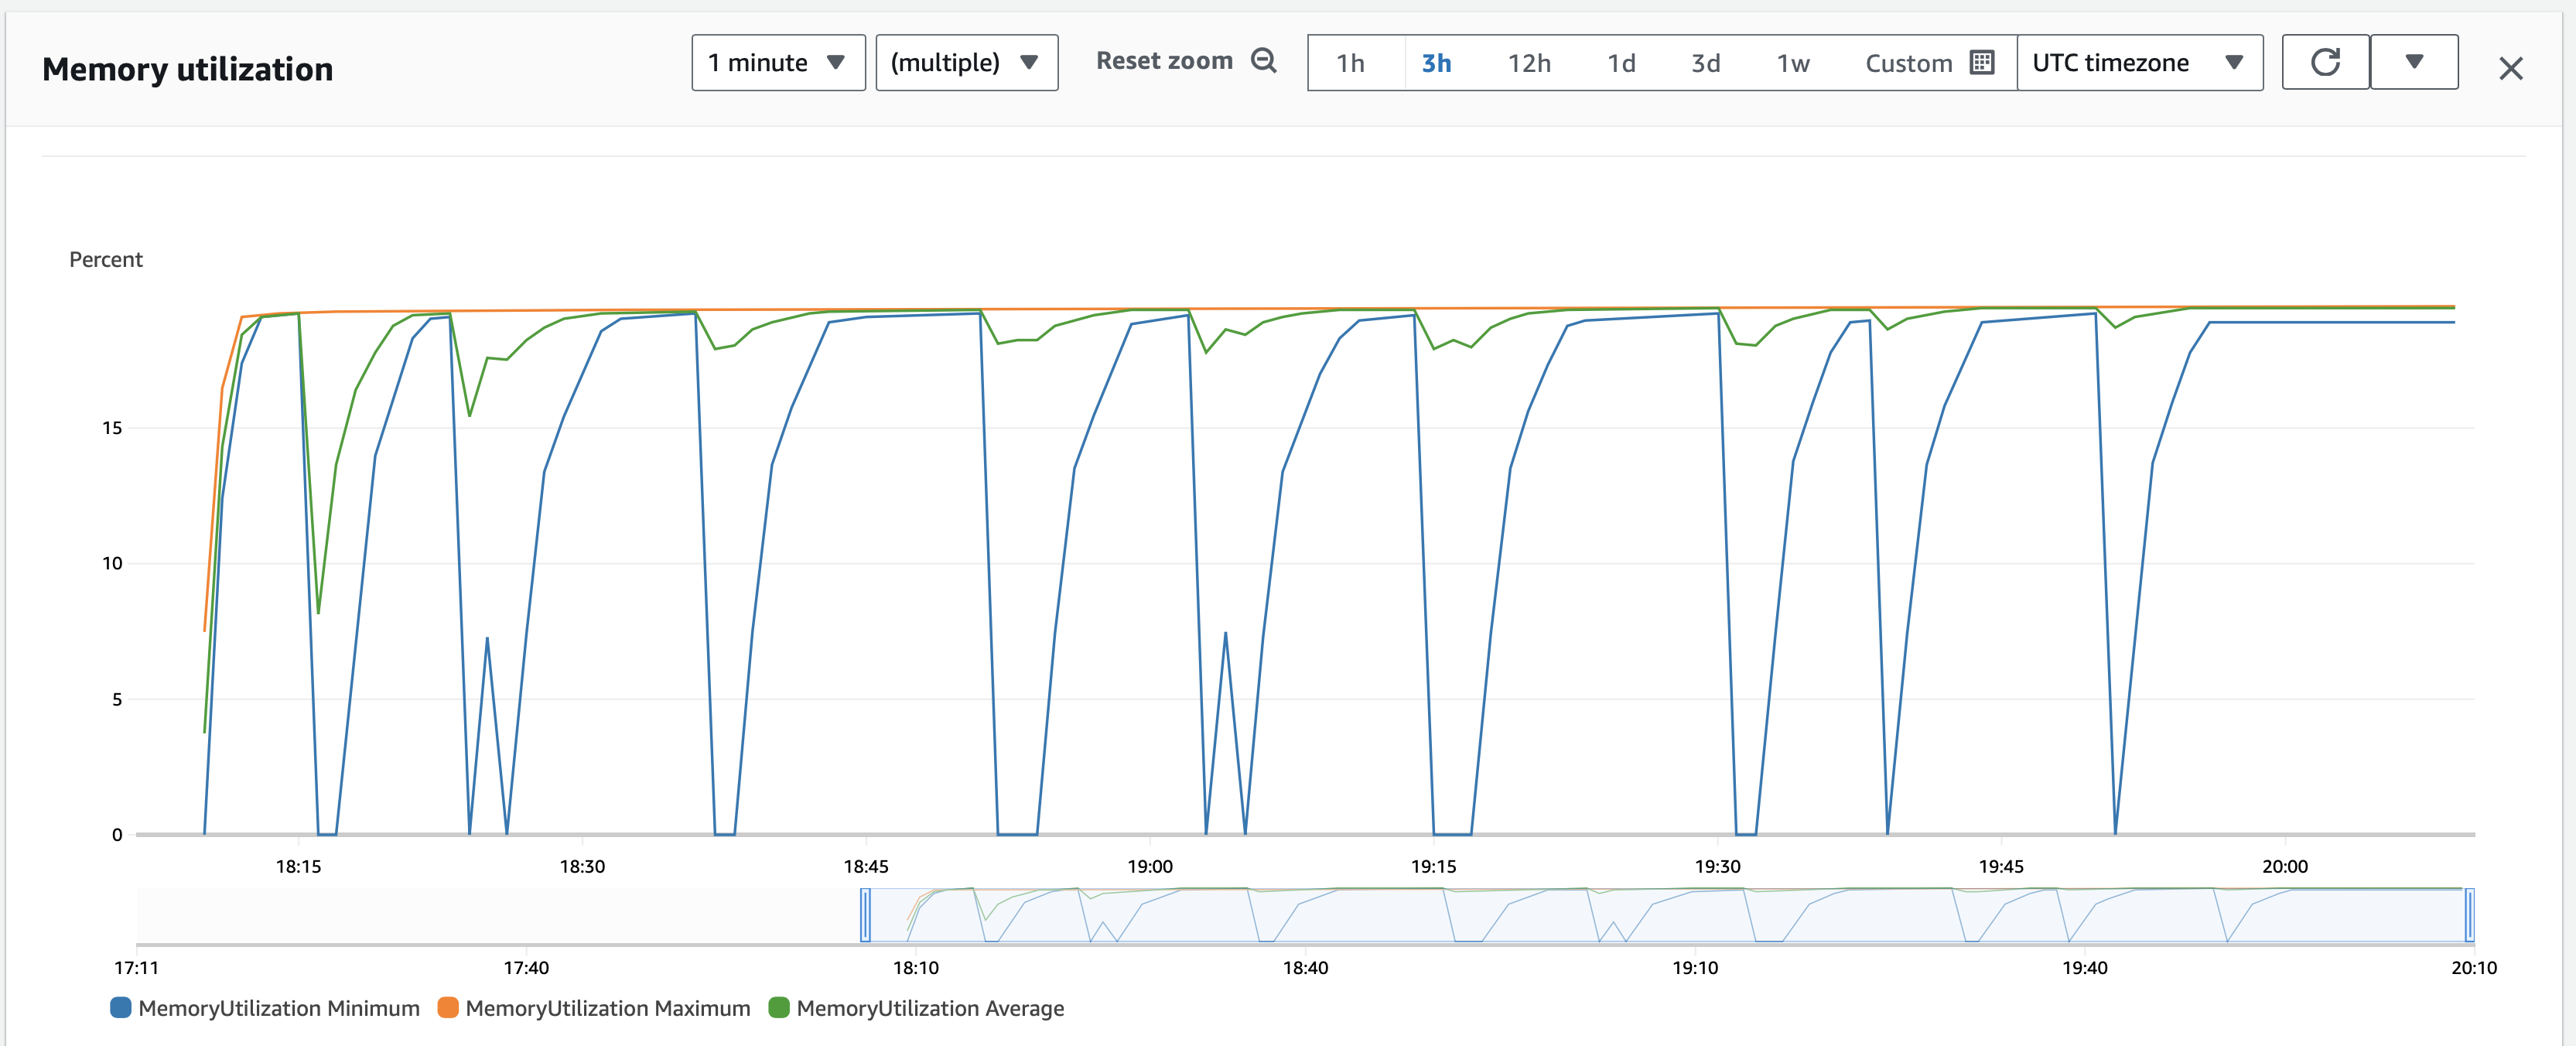 Memory utilization
1 minute
(multiple)
Reset zoom
1h 3h 12h 1d 3d 1w Custom
UTC timezone
Percent
15
10
5
0
18:15 18:30 18:45 19:00 19:15 19:30 19:45 20:00
17:11 17:40 18:10 18:40 19:10 19:40 20:10
MemoryUtilization Minimum MemoryUtilization Maximum MemoryUtilization Average